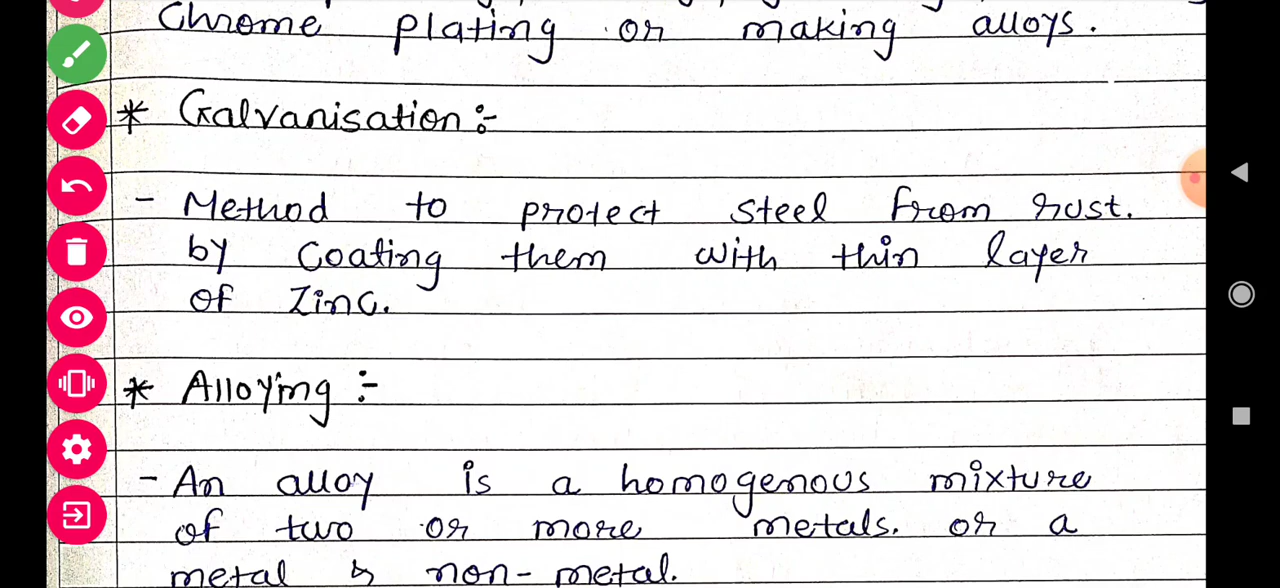 Chrome plating or making alloys.
* Galvanisation :-
- Method to protect steel from rust.
by coating them with thin layer
of Zinc.
* Alloying :-
- An alloy is a homogenous mixture
of two or more metals. or a
metal & non-metal.